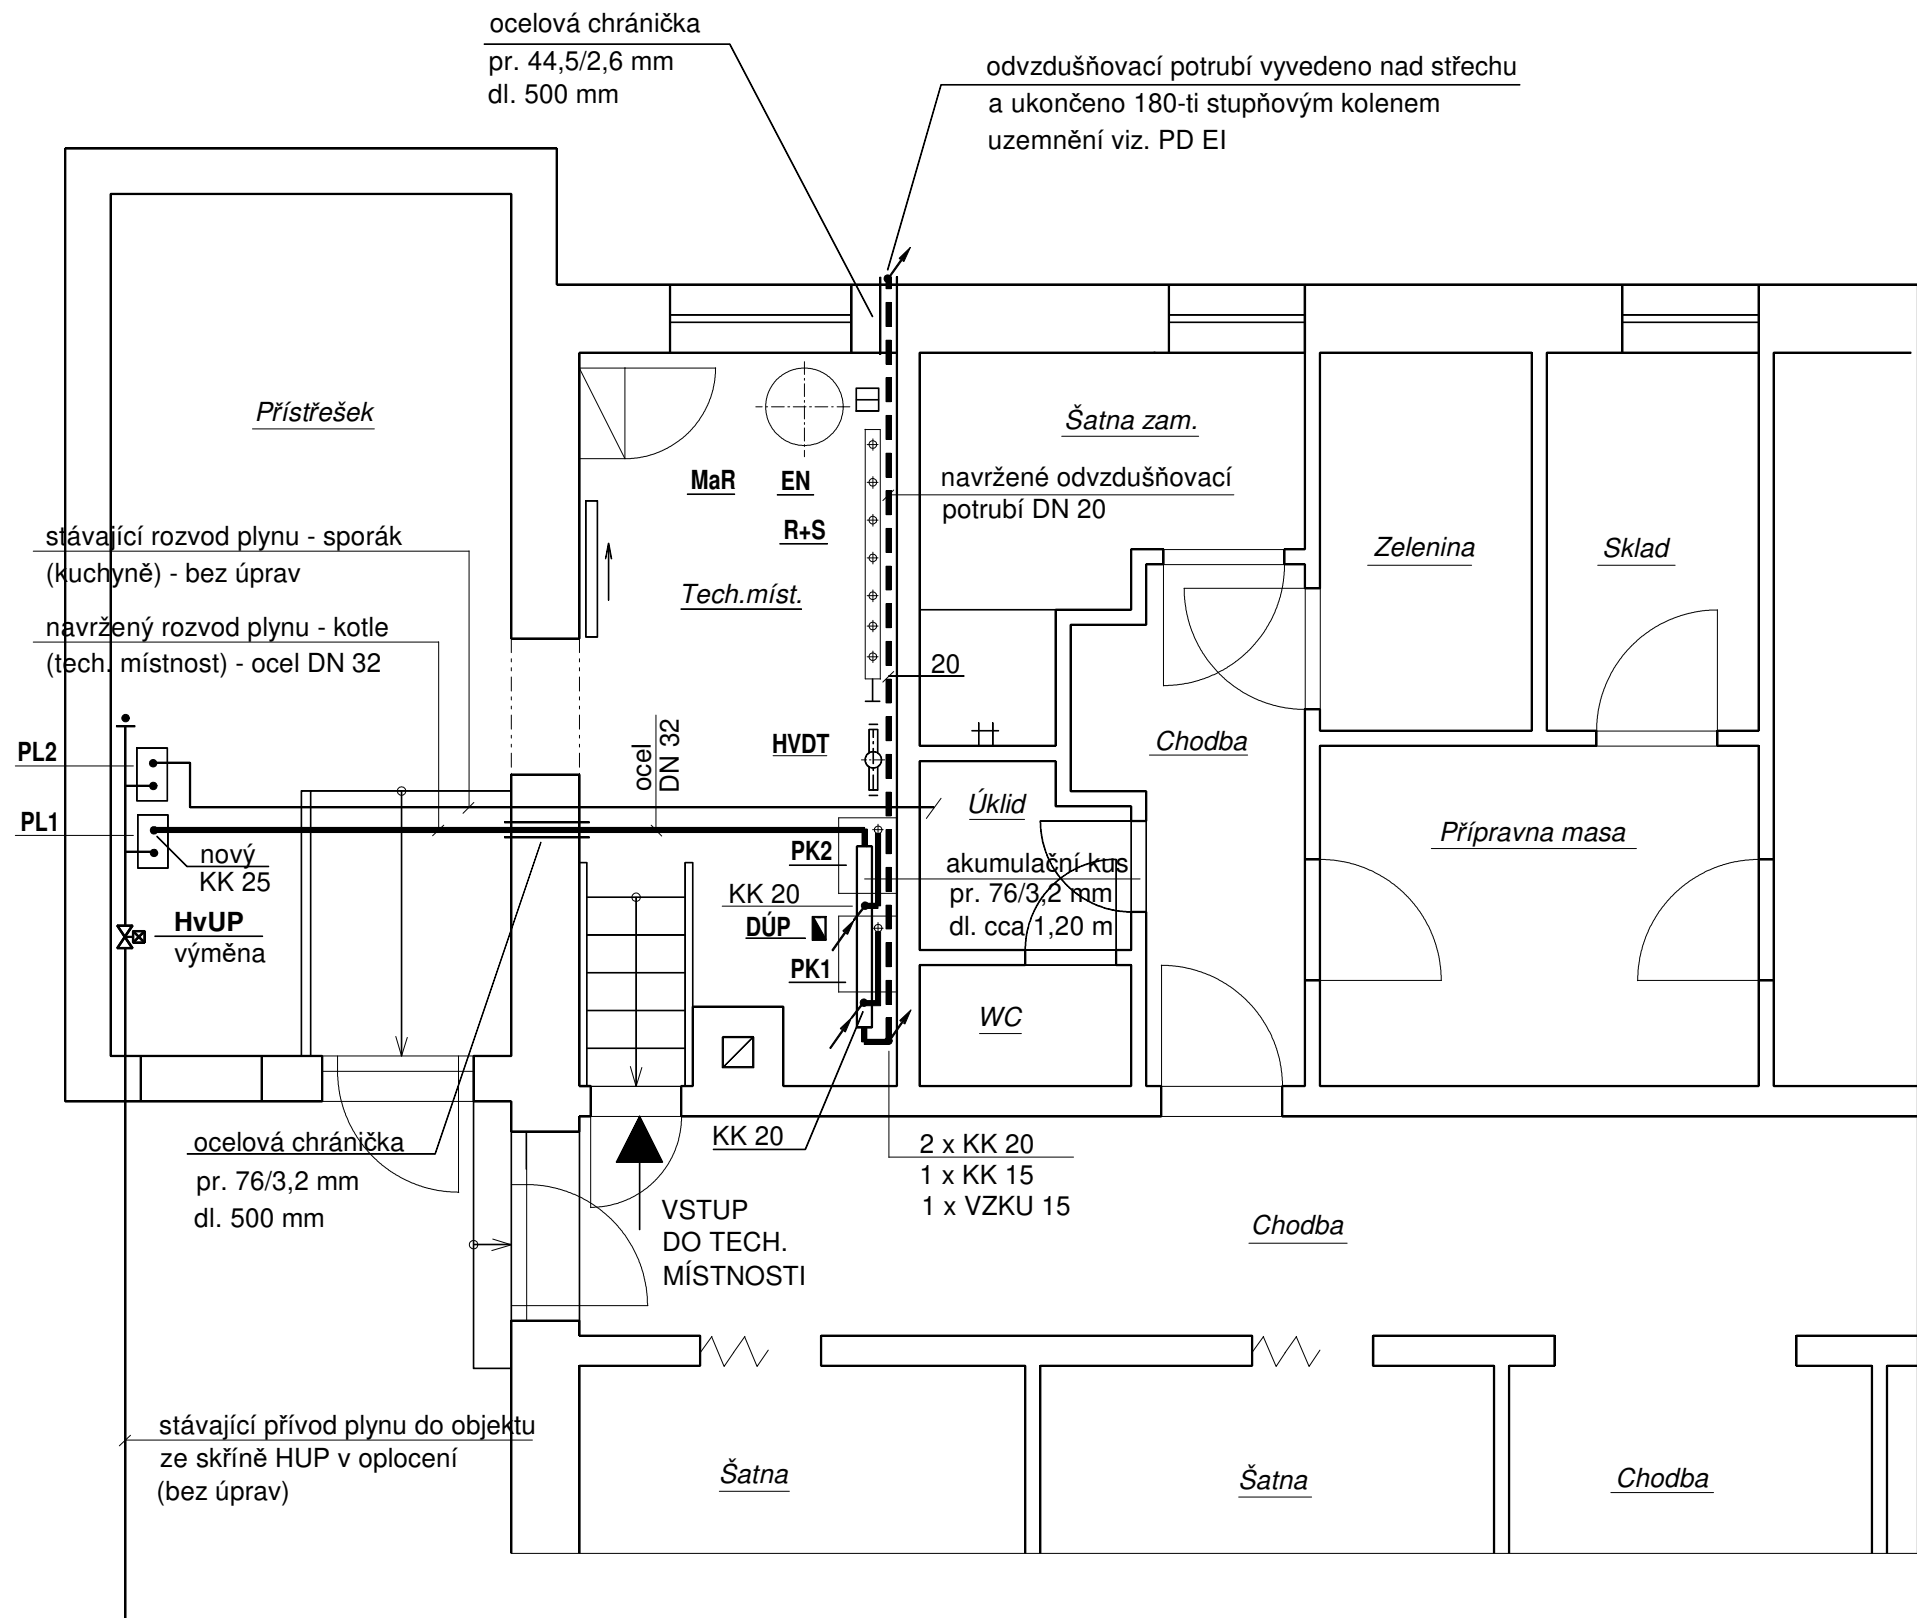 ocelová chránička
pr. 44,5/2,6 mm
dl. 500 mm
odvzdušňovací potrubí vyvedeno nad střechu
a ukončeno 180-ti stupňovým kolenem
uzemnění viz. PD EI
Přístřešek
Šatna zam.
MaR
EN
navržené odvzdušňovací
potrubí DN 20
R+S
stávající rozvod plynu - sporák
(kuchyně) - bez úprav
Zelenina
Sklad
Tech.míst.
navržený rozvod plynu - kotle
(tech. místnost) - ocel DN 32
20
PL2
ocel
DN 32
HVDT
Chodba
Úklid
PL1
Přípravna masa
nový
KK 25
PK2
akumulační kus
pr. 76/3,2 mm
dl. cca 1,20 m
KK 20
HvUP
výměna
DÚP
PK1
WC
ocelová chránička
pr. 76/3,2 mm
dl. 500 mm
KK 20
2 x KK 20
1 x KK 15
1 x VZKU 15
VSTUP
DO TECH.
MÍSTNOSTI
Chodba
stávající přívod plynu do objektu
ze skříně HUP v oplocení
(bez úprav)
Šatna
Šatna
Chodba